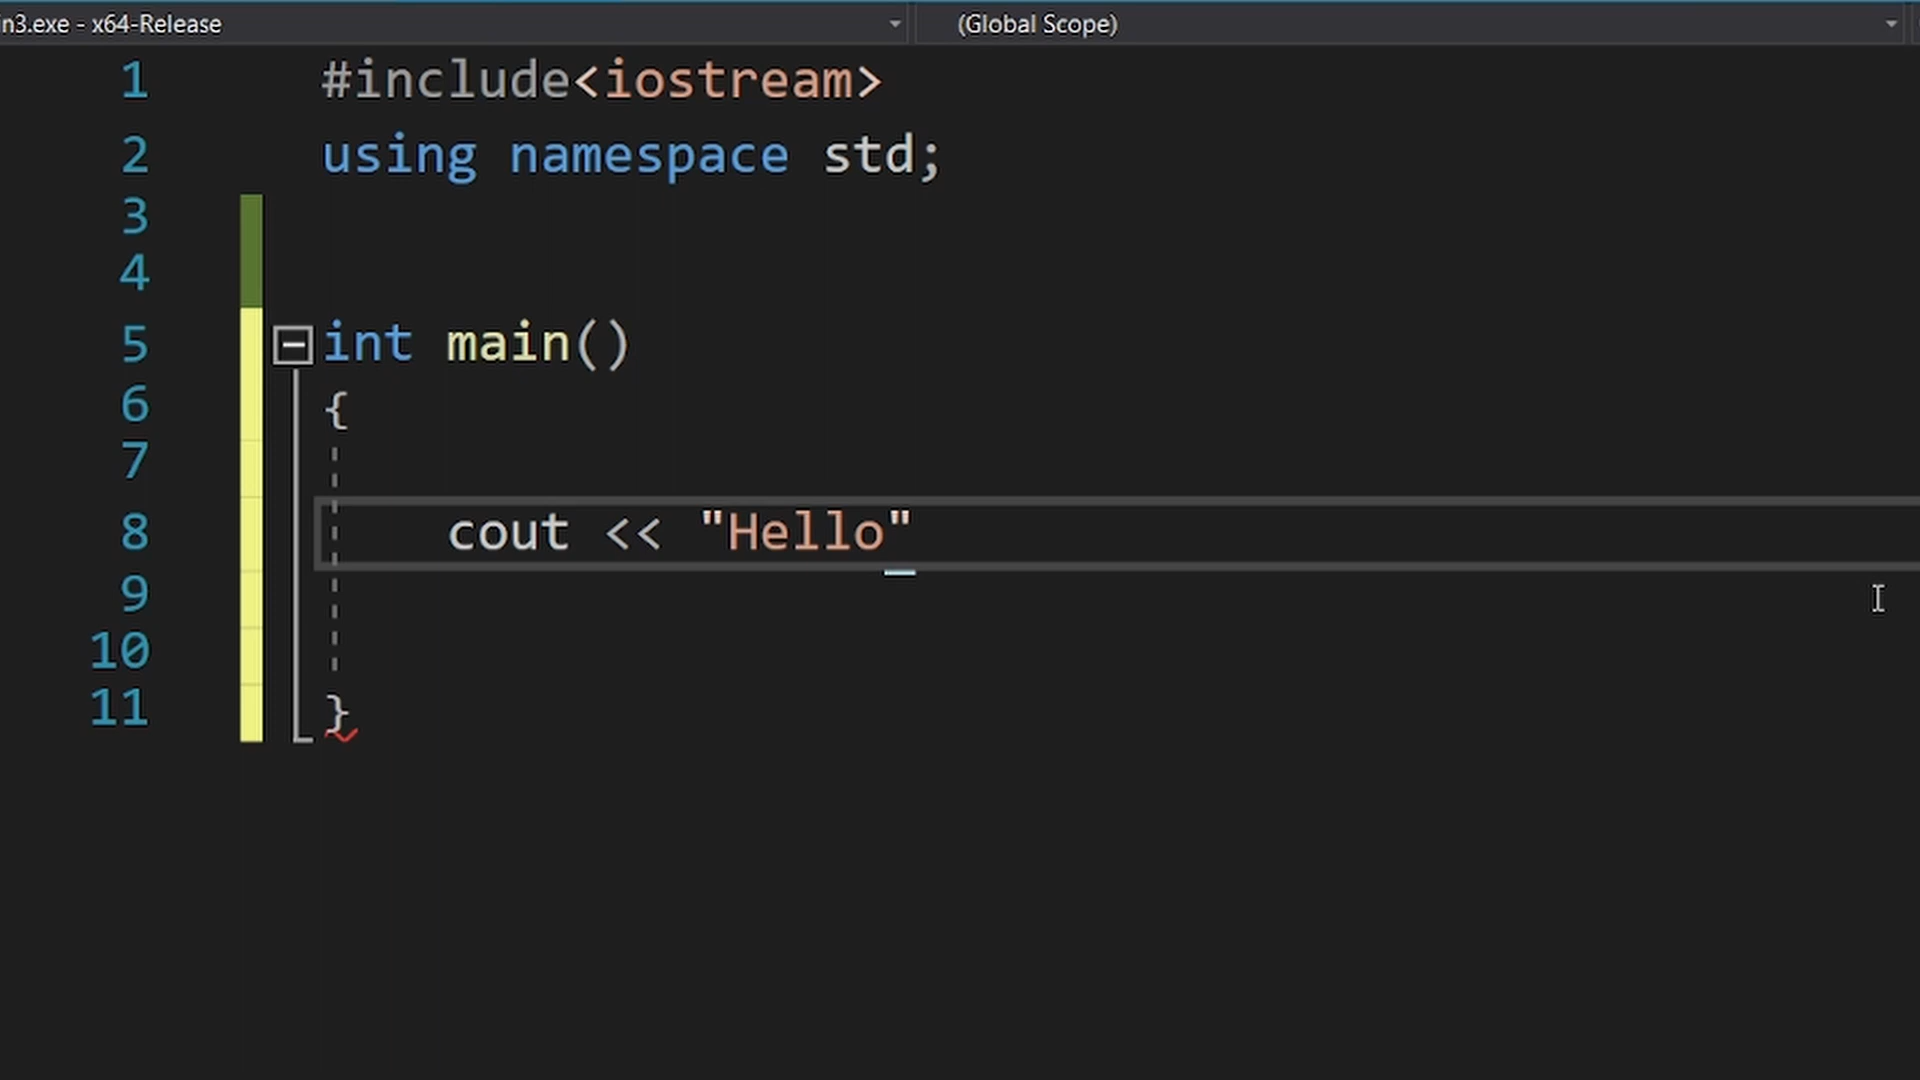 in3.exe - x64-Release
(Global Scope)
1 #include<iostream>
2 using namespace std;
3
4
5 int main()
6 {
7
8 cout << "Hello"
9
10
11 }